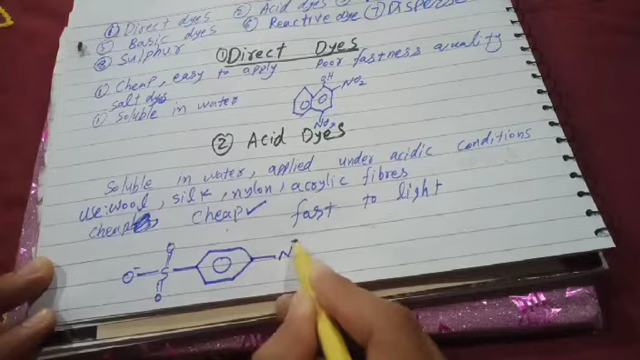 ① Direct dyes ③ Acid dyes
⑤ Basic dyes ⑥ Reactive dye ⑦ Disperse
② Sulphur
① Direct Dyes
① Cheap, easy to apply Poor fastness quality
salt dye
① Soluble in water
OH
NO2
NO2
② Acid Dyes
Soluble in water, applied under acidic conditions
use: wool, silk, nylon, acrylic fibres
cheap cheap ✓ fast to light
O
O⁻ S N
O